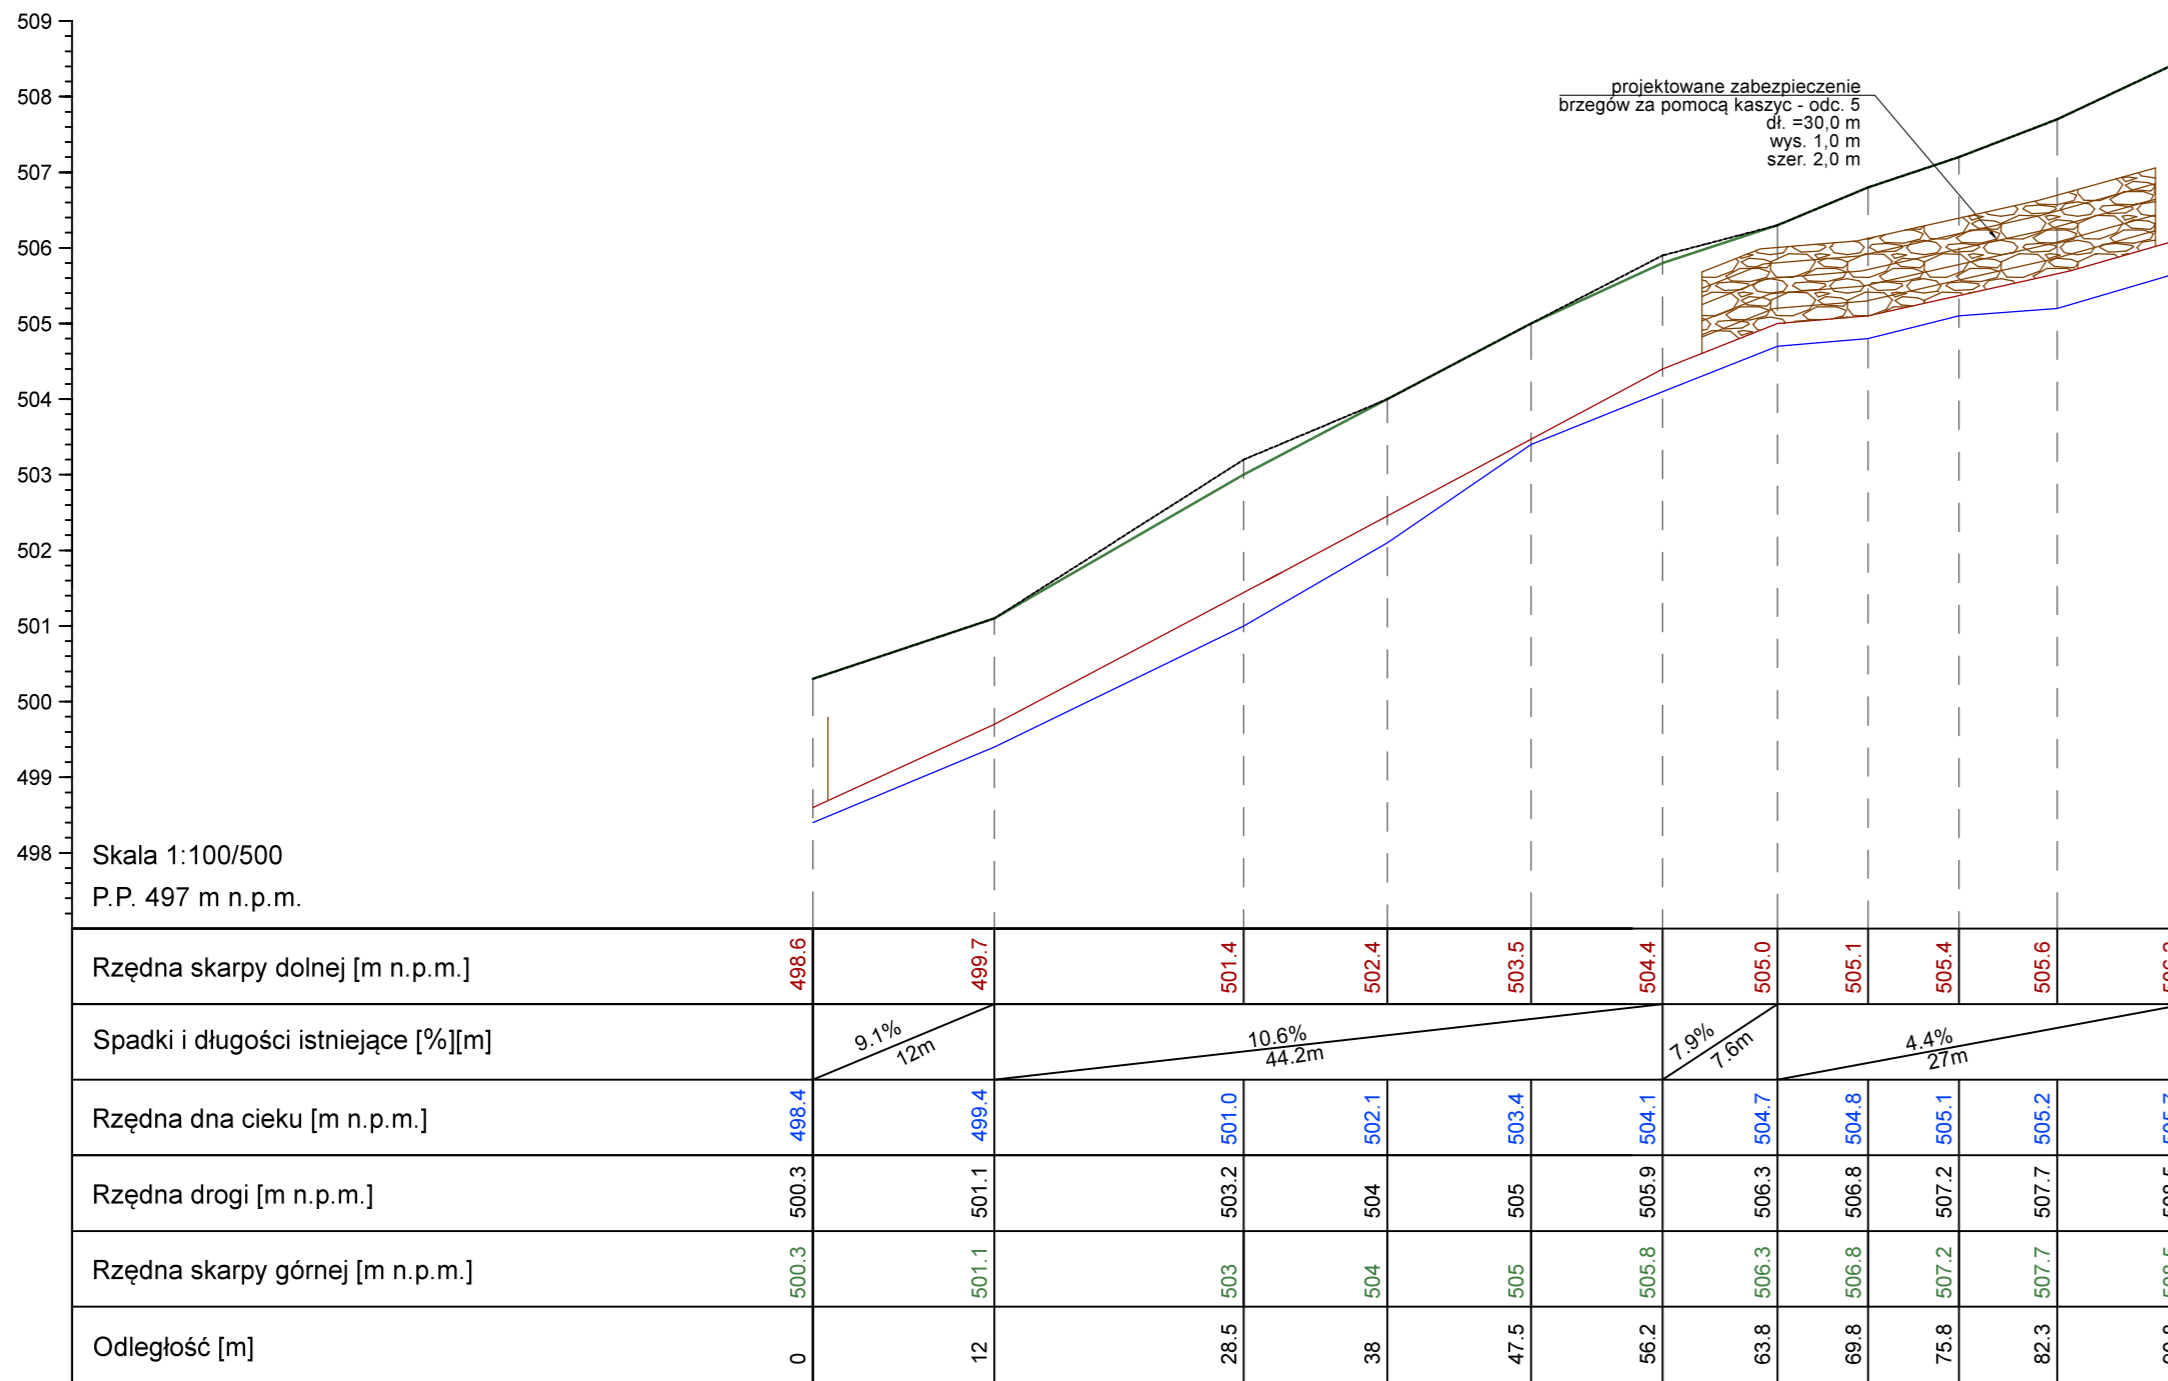 509
508
507
506
505
504
503
502
501
500
499
498
projektowane zabezpieczenie
brzegów za pomocą kaszyc - odc. 5
dł. =30,0 m
wys. 1,0 m
szer. 2,0 m
Skala 1:100/500
P.P. 497 m n.p.m.
Rzędna skarpy dolnej [m n.p.m.] 498.6 499.7 501.4 502.4 503.5 504.4 505.0 505.1 505.4 505.6
Spadki i długości istniejące [%][m] 9.1% 12m 10.6% 44.2m 7.9% 7.6m 4.4% 27m
Rzędna dna cieku [m n.p.m.] 498.4 499.4 501.0 502.1 503.4 504.1 504.7 504.8 505.1 505.2
Rzędna drogi [m n.p.m.] 500.3 501.1 503.2 504 505 505.9 506.3 506.8 507.2 507.7
Rzędna skarpy górnej [m n.p.m.] 500.3 501.1 503 504 505 505.8 506.3 506.8 507.2 507.7
Odległość [m] 0 12 28.5 38 47.5 56.2 63.8 69.8 75.8 82.3